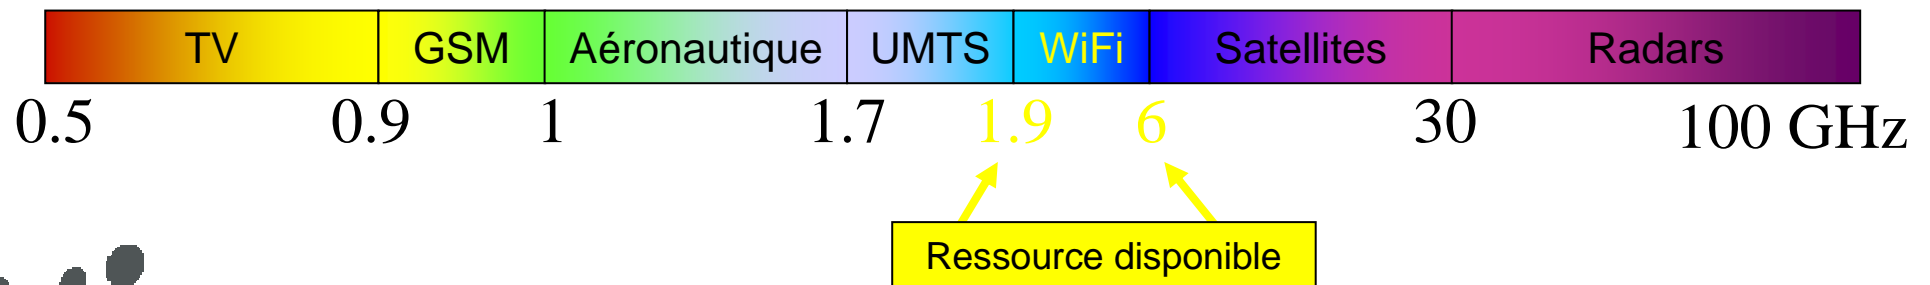 TV GSM Aéronautique UMTS WiFi Satellites Radars
0.5 0.9 1 1.7 1.9 6 30 100 GHz
Ressource disponible